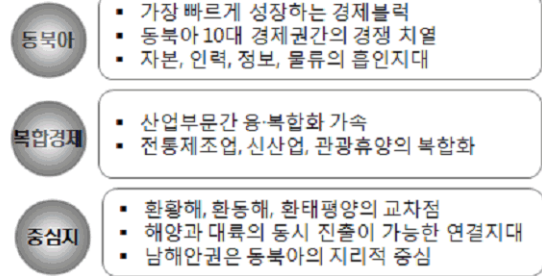 동북아
▪ 가장 빠르게 성장하는 경제블럭
▪ 동북아 10대 경제권간의 경쟁 치열
▪ 자본, 인력, 정보, 물류의 흡인지대
복합경제
▪ 산업부문간 융·복합화 가속
▪ 전통제조업, 신산업, 관광휴양의 복합화
중심지
▪ 환황해, 환동해, 환태평양의 교차점
▪ 해양과 대륙의 동시 진출이 가능한 연결지대
▪ 남해안권은 동북아의 지리적 중심